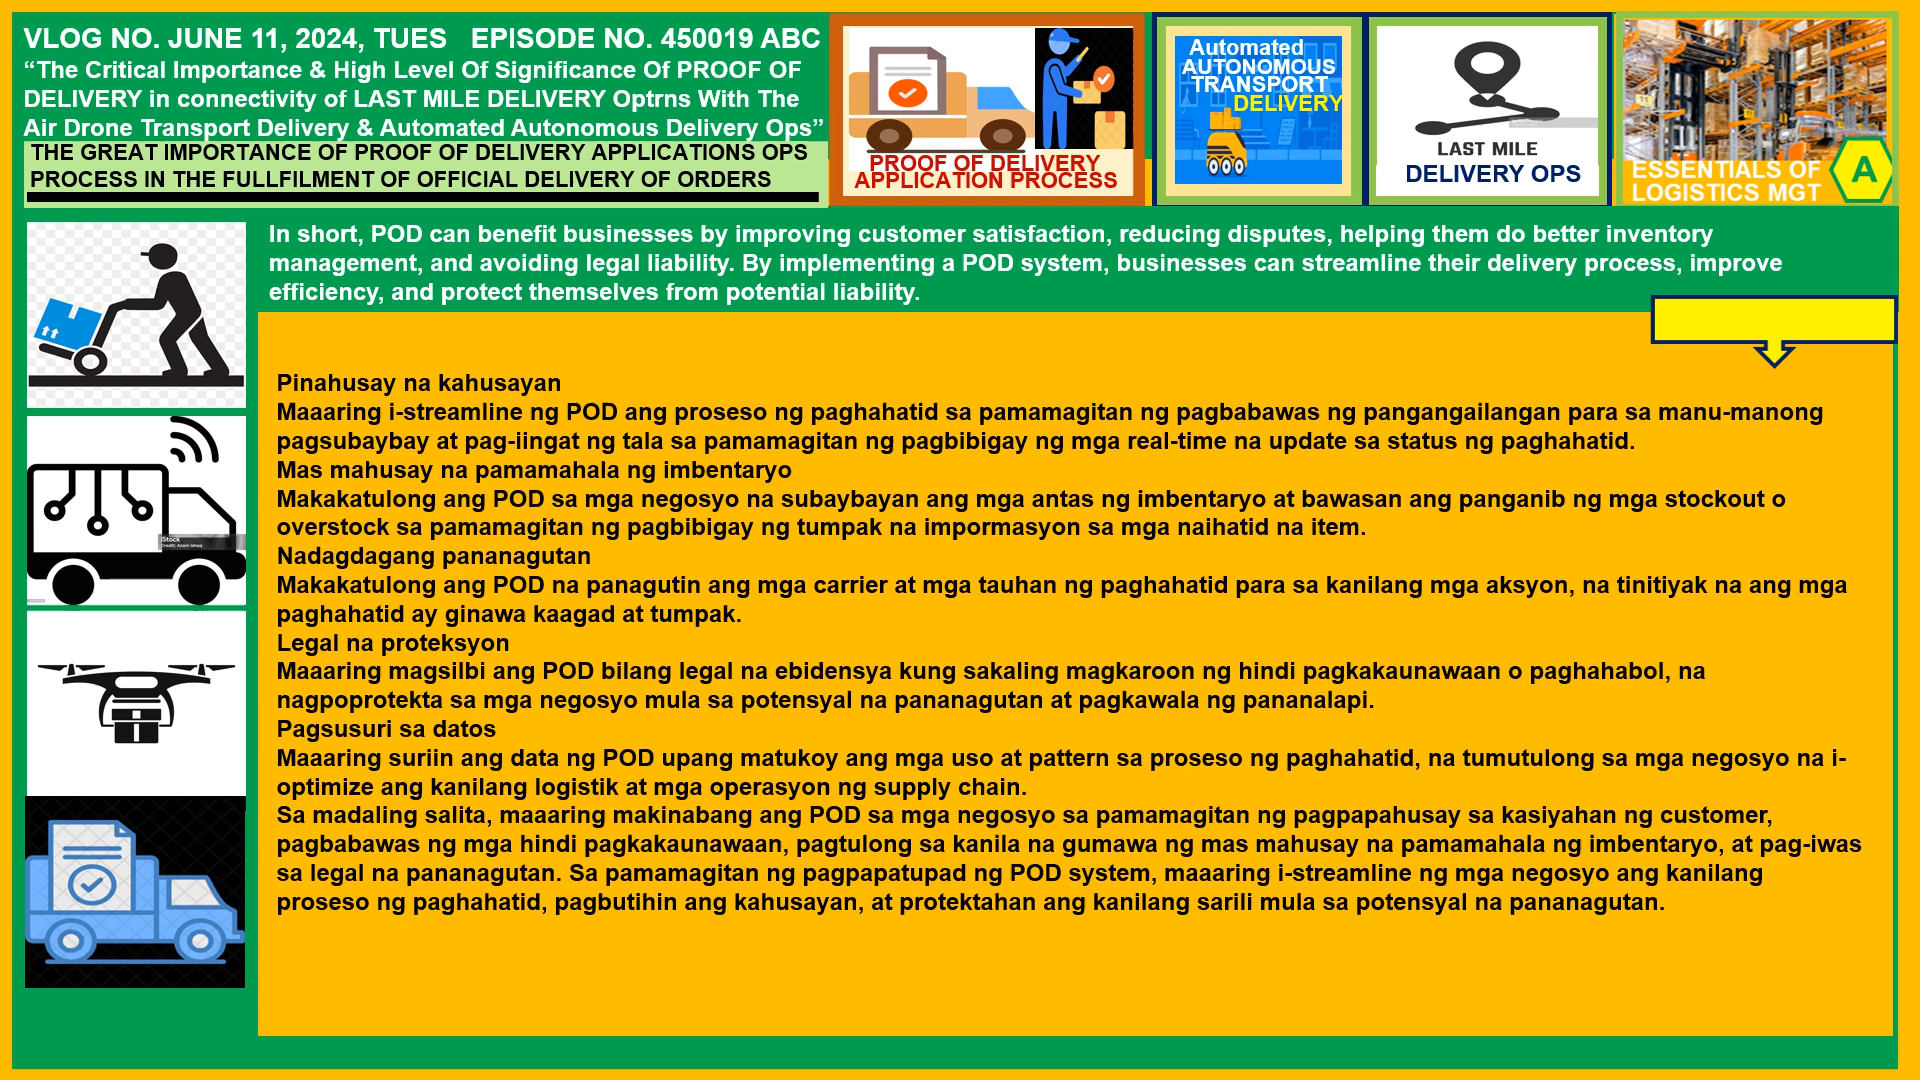 VLOG NO. JUNE 11, 2024, TUES   EPISODE NO. 450019 ABC
“The Critical Importance & High Level Of Significance Of PROOF OF
DELIVERY in connectivity of LAST MILE DELIVERY Optrns With The
Air Drone Transport Delivery & Automated Autonomous Delivery Ops”
THE GREAT IMPORTANCE OF PROOF OF DELIVERY APPLICATIONS OPS
PROCESS IN THE FULLFILMENT OF OFFICIAL DELIVERY OF ORDERS
PROOF OF DELIVERY
APPLICATION PROCESS
Automated
AUTONOMOUS
TRANSPORT
DELIVERY
LAST MILE
DELIVERY OPS
ESSENTIALS OF
LOGISTICS MGT
A
In short, POD can benefit businesses by improving customer satisfaction, reducing disputes, helping them do better inventory
management, and avoiding legal liability. By implementing a POD system, businesses can streamline their delivery process, improve
efficiency, and protect themselves from potential liability.
Pinahusay na kahusayan
Maaaring i-streamline ng POD ang proseso ng paghahatid sa pamamagitan ng pagbabawas ng pangangailangan para sa manu-manong
pagsubaybay at pag-iingat ng tala sa pamamagitan ng pagbibigay ng mga real-time na update sa status ng paghahatid.
Mas mahusay na pamamahala ng imbentaryo
Makakatulong ang POD sa mga negosyo na subaybayan ang mga antas ng imbentaryo at bawasan ang panganib ng mga stockout o
overstock sa pamamagitan ng pagbibigay ng tumpak na impormasyon sa mga naihatid na item.
Nadagdagang pananagutan
Makakatulong ang POD na panagutin ang mga carrier at mga tauhan ng paghahatid para sa kanilang mga aksyon, na tinitiyak na ang mga
paghahatid ay ginawa kaagad at tumpak.
Legal na proteksyon
Maaaring magsilbi ang POD bilang legal na ebidensya kung sakaling magkaroon ng hindi pagkakaunawaan o paghahabol, na
nagpoprotekta sa mga negosyo mula sa potensyal na pananagutan at pagkawala ng pananalapi.
Pagsusuri sa datos
Maaaring suriin ang data ng POD upang matukoy ang mga uso at pattern sa proseso ng paghahatid, na tumutulong sa mga negosyo na i-
optimize ang kanilang logistik at mga operasyon ng supply chain.
Sa madaling salita, maaaring makinabang ang POD sa mga negosyo sa pamamagitan ng pagpapahusay sa kasiyahan ng customer,
pagbabawas ng mga hindi pagkakaunawaan, pagtulong sa kanila na gumawa ng mas mahusay na pamamahala ng imbentaryo, at pag-iwas
sa legal na pananagutan. Sa pamamagitan ng pagpapatupad ng POD system, maaaring i-streamline ng mga negosyo ang kanilang
proseso ng paghahatid, pagbutihin ang kahusayan, at protektahan ang kanilang sarili mula sa potensyal na pananagutan.
iStock